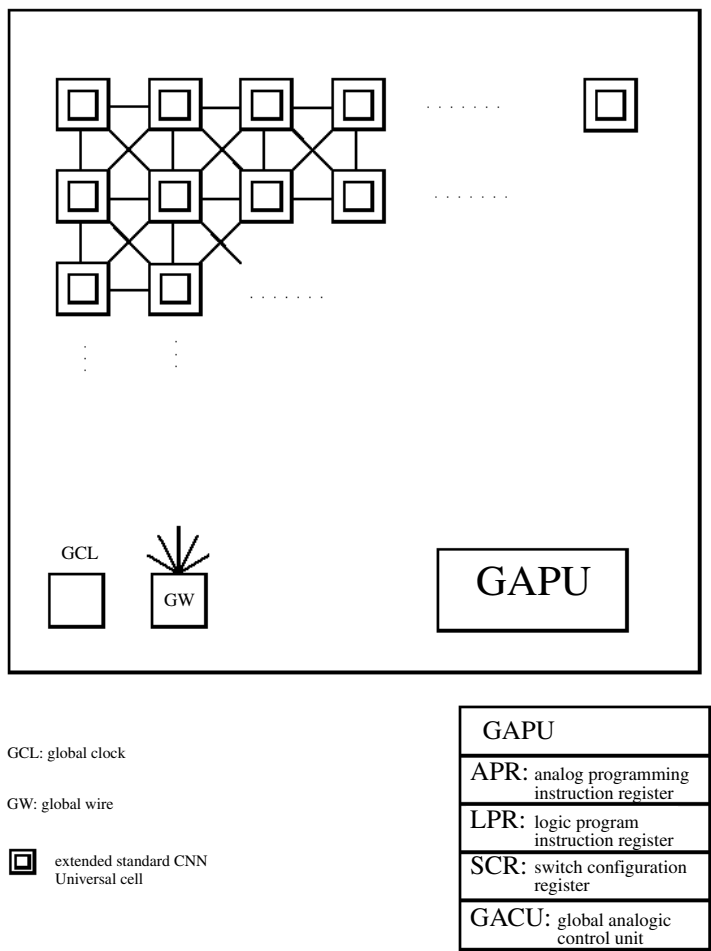 GCL
GW
GAPU
GCL: global clock
GW: global wire
extended standard CNN
Universal cell
GAPU
APR: analog programming
instruction register
LPR: logic program
instruction register
SCR: switch configuration
register
GACU: global analogic
control unit